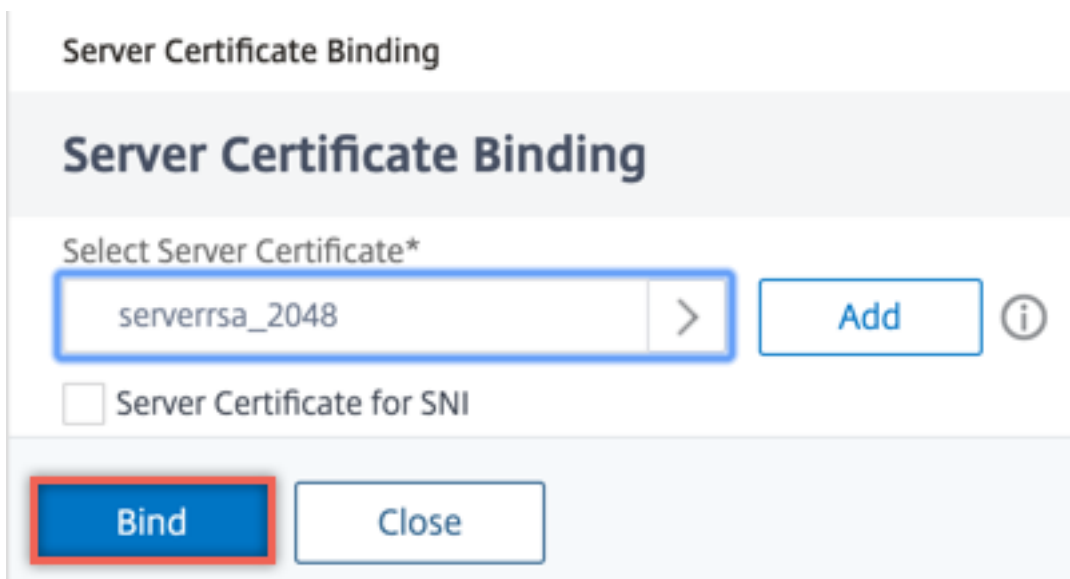 Server Certificate Binding
Server Certificate Binding
Select Server Certificate*
serverrsa_2048
Add
Server Certificate for SNI
Bind
Close